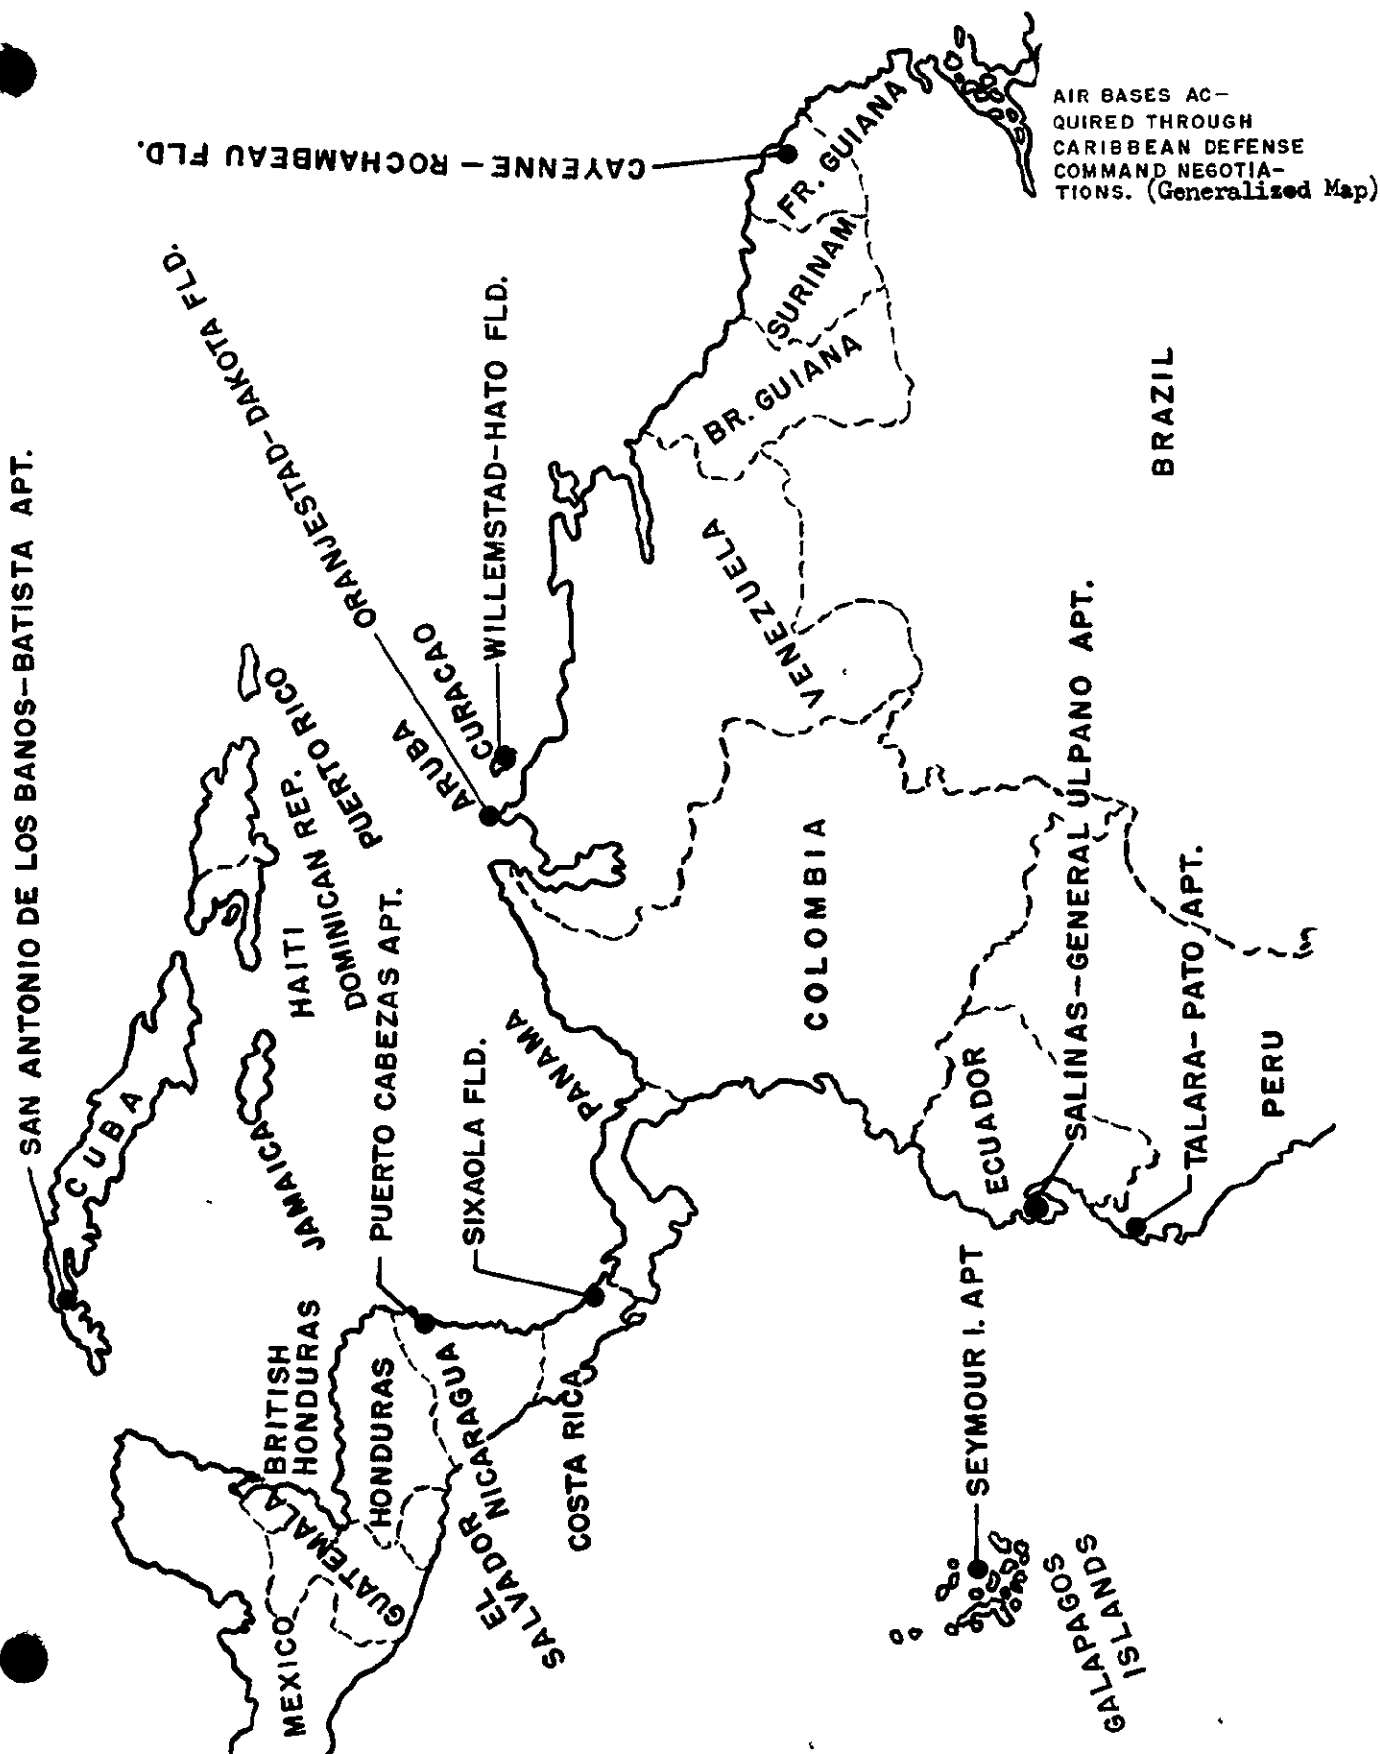 SAN ANTONIO DE LOS BANOS-BATISTA APT.
ORANJESTAD-DAKOTA FLD.
CAYENNE-ROCHAMBEAU FLD.
WILLEMSTAD-HATO FLD.
CUBA
JAMAICA
HAITI
DOMINICAN REP.
PUERTO RICO
ARUBA
CURACAO
PUERTO CABEZAS APT.
SIXAOLA FLD.
MEXICO
GUATEMALA
BRITISH
HONDURAS
HONDURAS
EL
SALVADOR
NICARAGUA
COSTA RICA
PANAMA
COLOMBIA
VENEZUELA
BR. GUIANA
SURINAM
FR. GUIANA
BRAZIL
ECUADOR
PERU
SALINAS-GENERAL ULPANO APT.
TALARA-PATO APT.
SEYMOUR I. APT
GALAPAGOS
ISLANDS
AIR BASES AC-
QUIRED THROUGH
CARIBBEAN DEFENSE
COMMAND NEGOTIA-
TIONS. (Generalized Map)